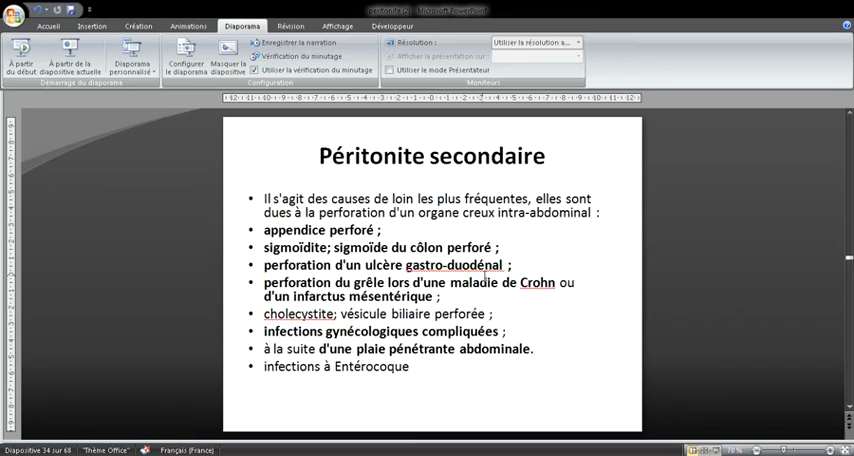 péritonite (2) - Microsoft PowerPoint
Accueil Insertion Création Animations Diaporama Révision Affichage Développeur
À partir du début
À partir de la diapositive actuelle
Diaporama personnalisé
Démarrage du diaporama
Configurer le diaporama
Masquer la diapositive
Enregistrer la narration
Vérification du minutage
Utiliser la vérification du minutage
Configuration
Résolution : Utiliser la résolution a...
Afficher la présentation sur :
Utiliser le mode Présentateur
Moniteurs
Péritonite secondaire
• Il s'agit des causes de loin les plus fréquentes, elles sont
dues à la perforation d'un organe creux intra-abdominal :
• appendice perforé ;
• sigmoïdite; sigmoïde du côlon perforé ;
• perforation d'un ulcère gastro-duodénal ;
• perforation du grêle lors d'une maladie de Crohn ou
d'un infarctus mésentérique ;
• cholecystite; vésicule biliaire perforée ;
• infections gynécologiques compliquées ;
• à la suite d'une plaie pénétrante abdominale.
• infections à Entérocoque
Diapositive 34 sur 68 "Thème Office" Français (France) 78 %